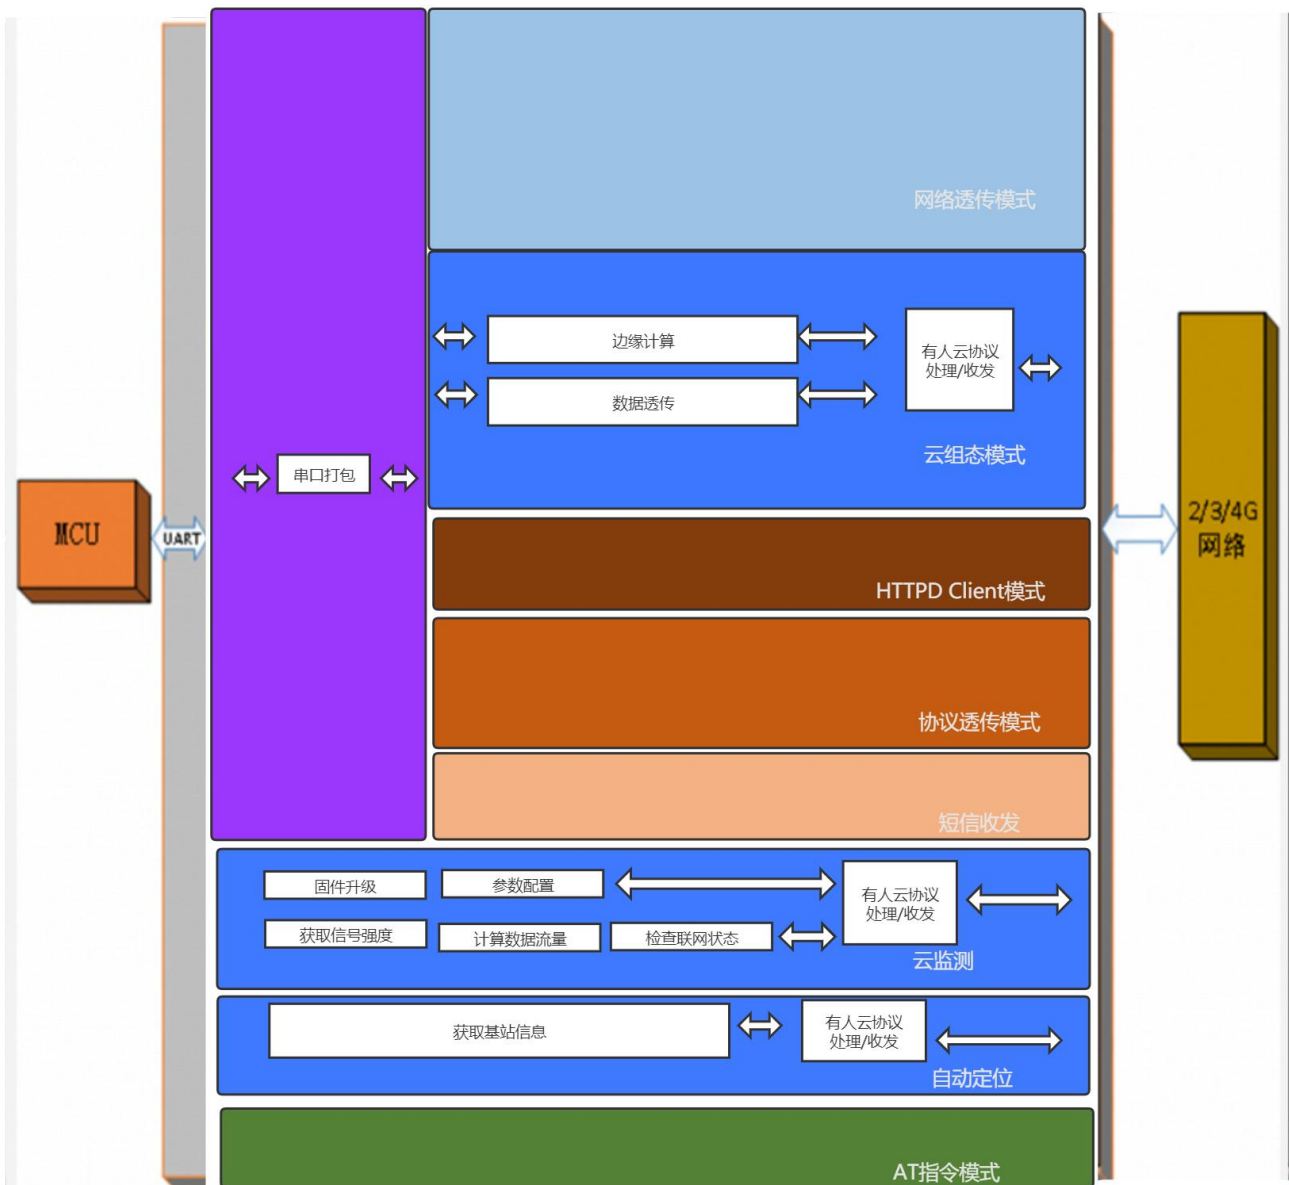 网络透传模式
边缘计算
有人云协议
处理/收发
数据透传
云组态模式
串口打包
MCU
UART
2/3/4G
网络
HTTPD Client模式
协议透传模式
短信收发
固件升级
参数配置
有人云协议
处理/收发
获取信号强度
计算数据流量
检查联网状态
云监测
获取基站信息
有人云协议
处理/收发
自动定位
AT指令模式